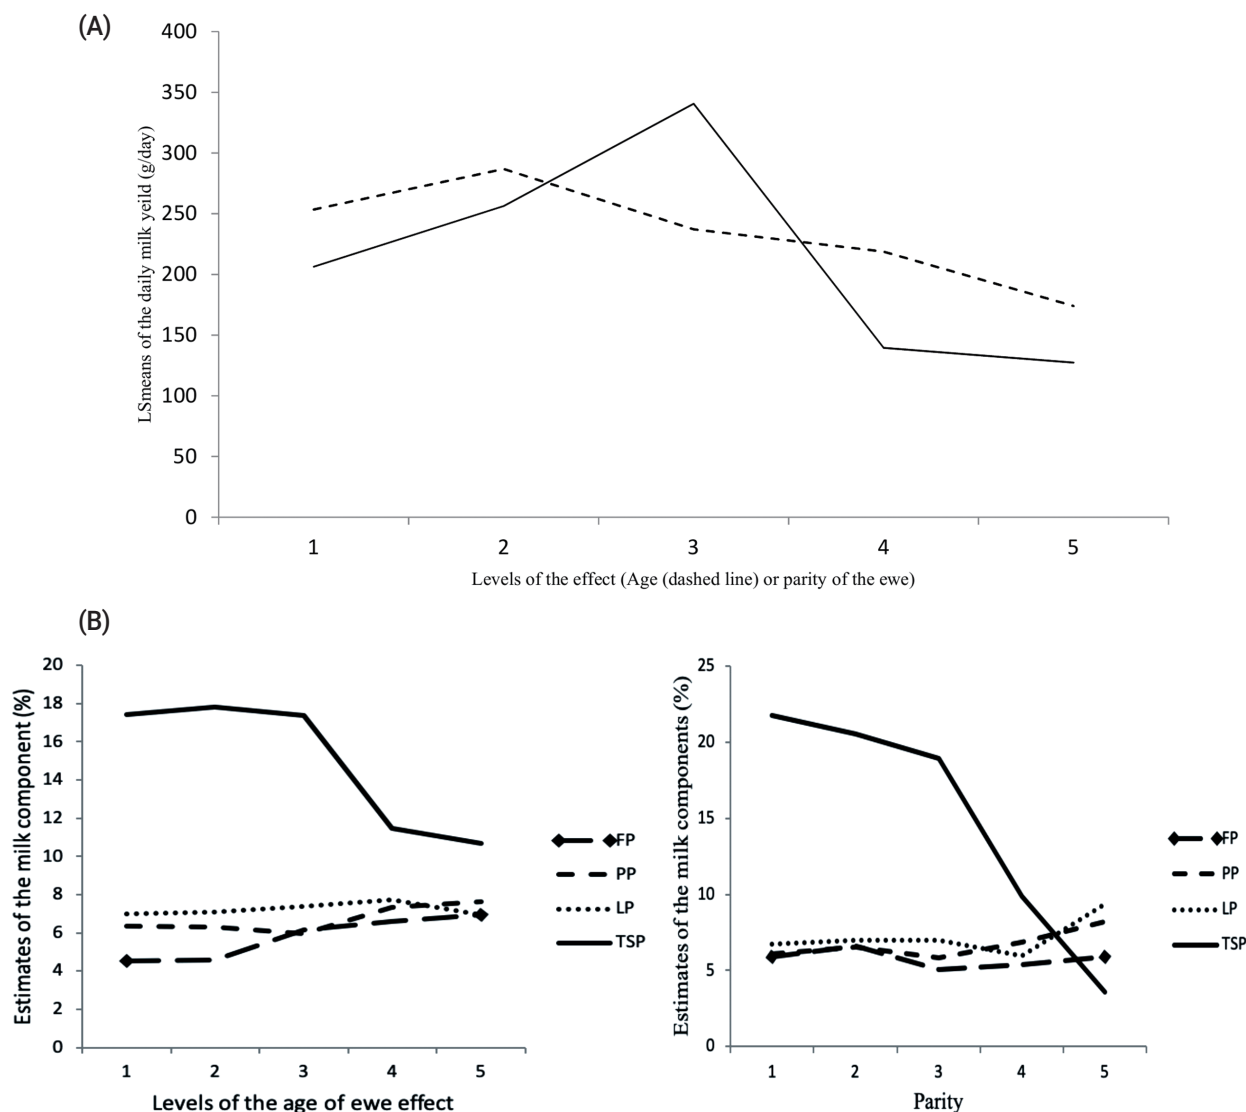 (A)
LSmeans of the daily milk yeild (g/day)
400
350
300
250
200
150
100
50
0
1 2 3 4 5
Levels of the effect (Age (dashed line) or parity of the ewe)
(B)
Estimates of the milk component (%)
20
18
16
14
12
10
8
6
4
2
0
1 2 3 4 5
Levels of the age of ewe effect
FP
PP
LP
TSP
Estimates of the milk components (%)
25
20
15
10
5
0
1 2 3 4 5
Parity
FP
PP
LP
TSP